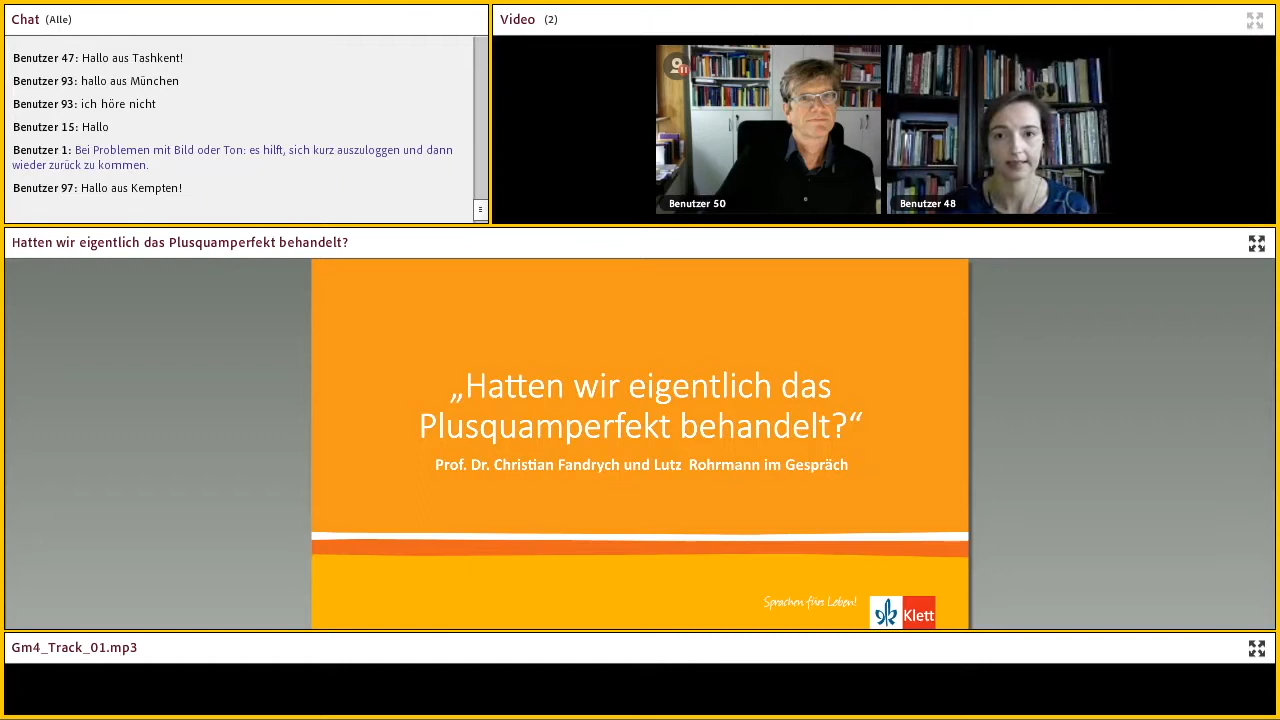 Chat (Alle)
Benutzer 47: Hallo aus Tashkent!
Benutzer 93: hallo aus München
Benutzer 93: ich höre nicht
Benutzer 15: Hallo
Benutzer 1: Bei Problemen mit Bild oder Ton: es hilft, sich kurz auszuloggen und dann
wieder zurück zu kommen.
Benutzer 97: Hallo aus Kempten!
Video (2)
Benutzer 50
Benutzer 48
Hatten wir eigentlich das Plusquamperfekt behandelt?
„Hatten wir eigentlich das
Plusquamperfekt behandelt?“
Prof. Dr. Christian Fandrych und Lutz Rohrmann im Gespräch
Sprachen fürs Leben!
Klett
Gm4_Track_01.mp3